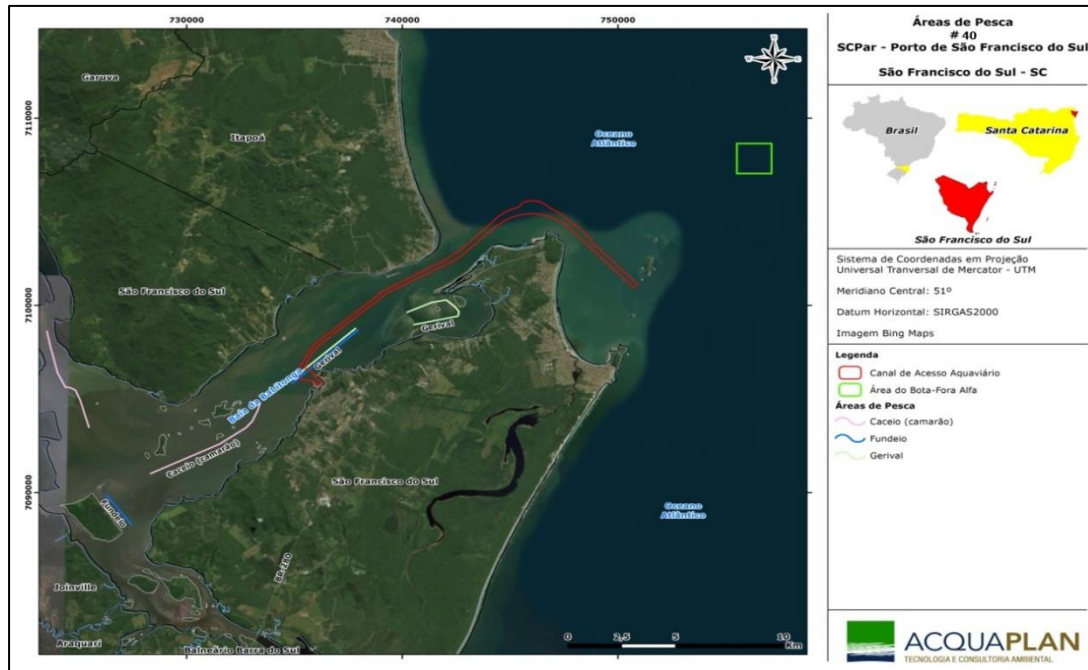 730000
740000
750000
7110000
7100000
7090000
Garuva
Itapoá
Oceano
Atlântico
São Francisco do Sul
Gerival
Gerival
Baía da Babitonga
Caceio (camarão)
São Francisco do Sul
Fundeio
Oceano
Atlântico
BR-280
Joinville
Araquari
Balneário Barra do Sul
0 2,5 5 10
Km
Áreas de Pesca
# 40
SCPar - Porto de São Francisco do Sul
São Francisco do Sul - SC
Brasil
Santa Catarina
São Francisco do Sul
Sistema de Coordenadas em Projeção
Universal Tranversal de Mercator - UTM
Meridiano Central: 51º
Datum Horizontal: SIRGAS2000
Imagem Bing Maps
Legenda
Canal de Acesso Aquaviário
Área do Bota-Fora Alfa
Áreas de Pesca
Caceio (camarão)
Fundeio
Gerival
ACQUAPLAN
TECNOLOGIA E CONSULTORIA AMBIENTAL